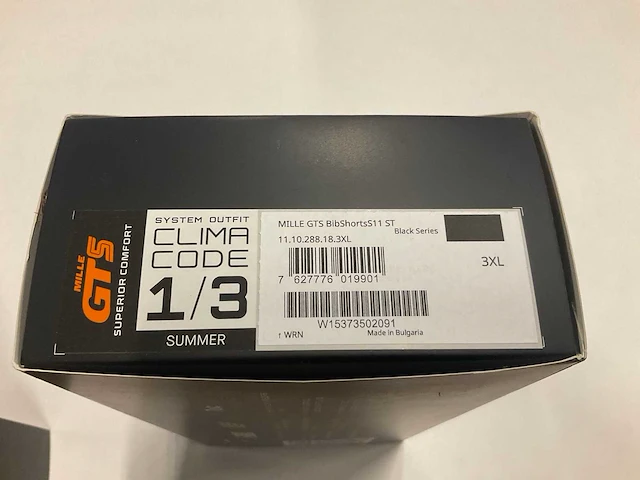 MILLE
GTS
SUPERIOR COMFORT
SYSTEM OUTFIT
CLIMA
CODE
1/3
SUMMER
MILLE GTS BibShortsS11 ST
Black Series
11.10.288.18.3XL
3XL
7 627776 019901
W15373502091
↑ WRN
Made in Bulgaria